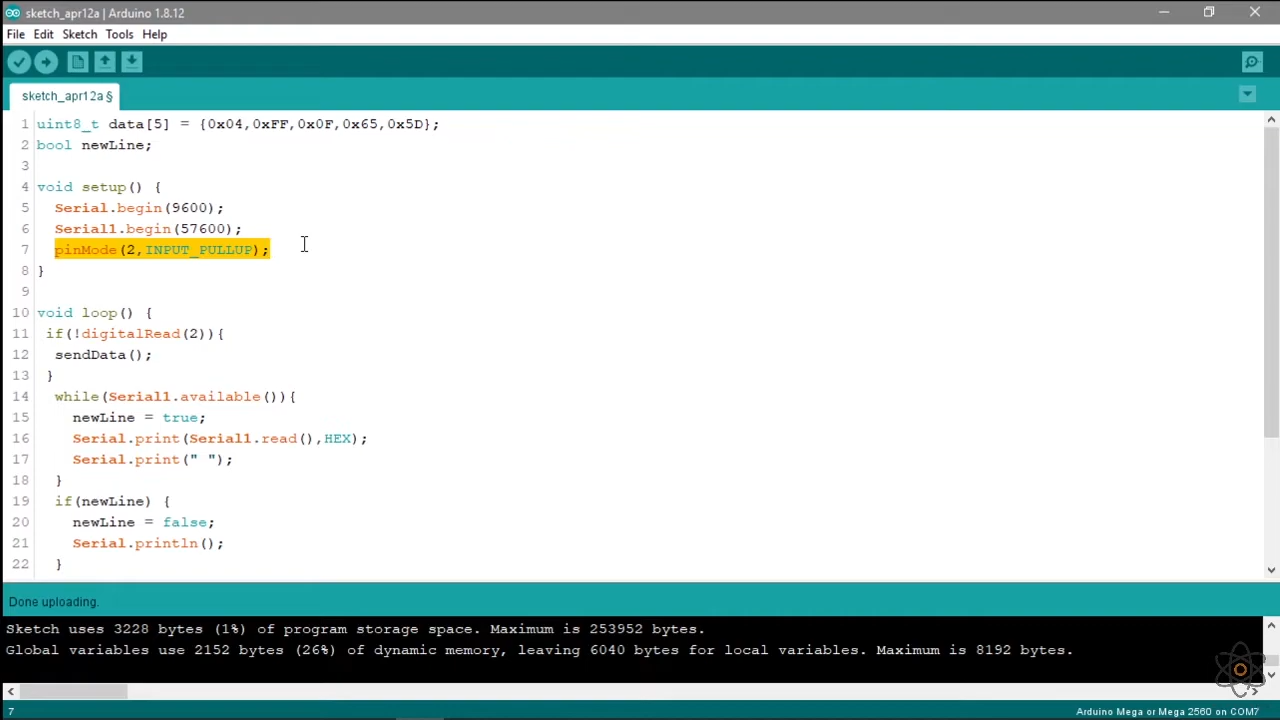 sketch_apr12a | Arduino 1.8.12
File Edit Sketch Tools Help
sketch_apr12a §
1 uint8_t data[5] = {0x04,0xFF,0x0F,0x65,0x5D};
2 bool newLine;
3
4 void setup() {
5 Serial.begin(9600);
6 Serial1.begin(57600);
7 pinMode(2,INPUT_PULLUP);
8 }
9
10 void loop() {
11 if(!digitalRead(2)){
12 sendData();
13 }
14 while(Serial1.available()){
15 newLine = true;
16 Serial.print(Serial1.read(),HEX);
17 Serial.print(" ");
18 }
19 if(newLine) {
20 newLine = false;
21 Serial.println();
22 }
Done uploading.
Sketch uses 3228 bytes (1%) of program storage space. Maximum is 253952 bytes.
Global variables use 2152 bytes (26%) of dynamic memory, leaving 6040 bytes for local variables. Maximum is 8192 bytes.
7 Arduino Mega or Mega 2560 on COM7